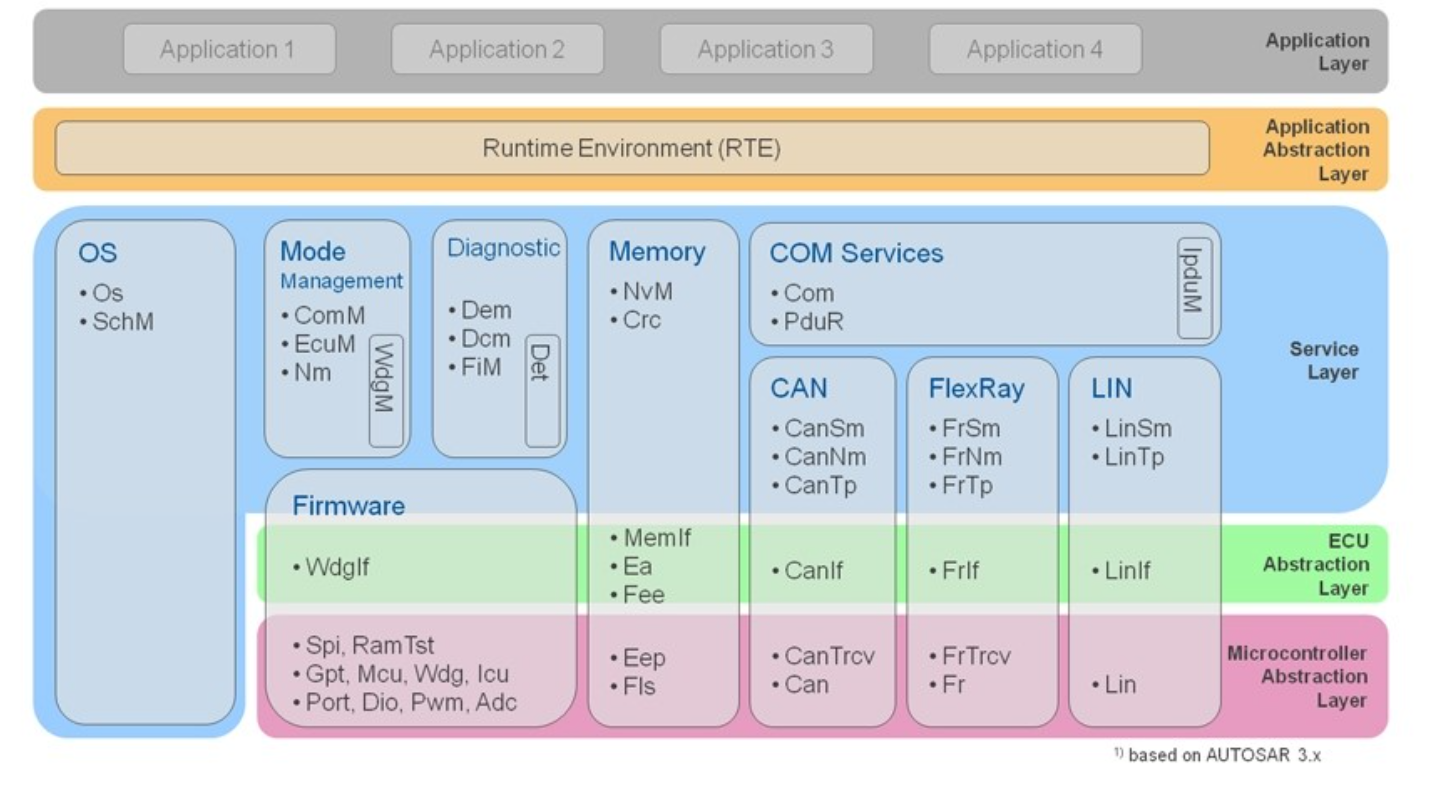 Application 1
Application 2
Application 3
Application 4
Application
Layer
Runtime Environment (RTE)
Application
Abstraction
Layer
OS
• Os
• SchM
Mode
Management
• ComM
• EcuM
• Nm
WdgM
Diagnostic
• Dem
• Dcm
• FiM
Det
Memory
• NvM
• Crc
COM Services
• Com
• PduR
IpduM
CAN
• CanSm
• CanNm
• CanTp
FlexRay
• FrSm
• FrNm
• FrTp
LIN
• LinSm
• LinTp
Service
Layer
Firmware
• WdgIf
• MemIf
• Ea
• Fee
• CanIf
• FrIf
• LinIf
ECU
Abstraction
Layer
• Spi, RamTst
• Gpt, Mcu, Wdg, Icu
• Port, Dio, Pwm, Adc
• Eep
• Fls
• CanTrcv
• Can
• FrTrcv
• Fr
• Lin
Microcontroller
Abstraction
Layer
1) based on AUTOSAR 3.x